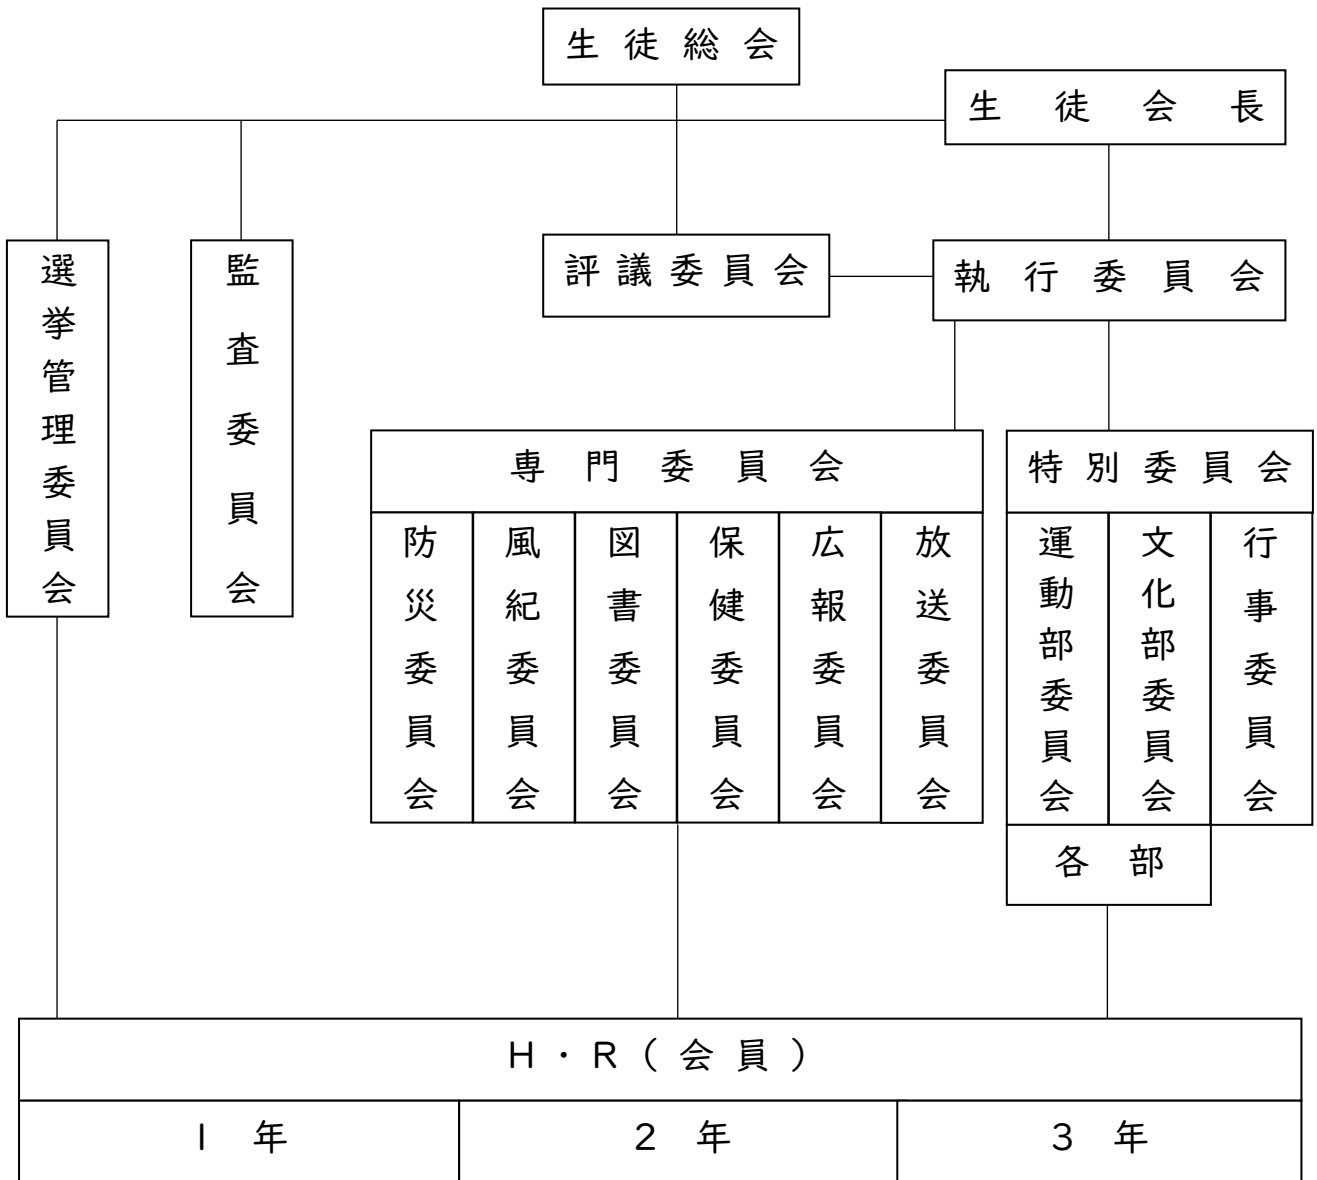 生徒総会
生徒会長
選挙管理委員会
監査委員会
評議委員会
執行委員会
専門委員会
特別委員会
防災委員会
風紀委員会
図書委員会
保健委員会
広報委員会
放送委員会
運動部委員会
文化部委員会
行事委員会
各部
H・R(会員)
1年
2年
3年